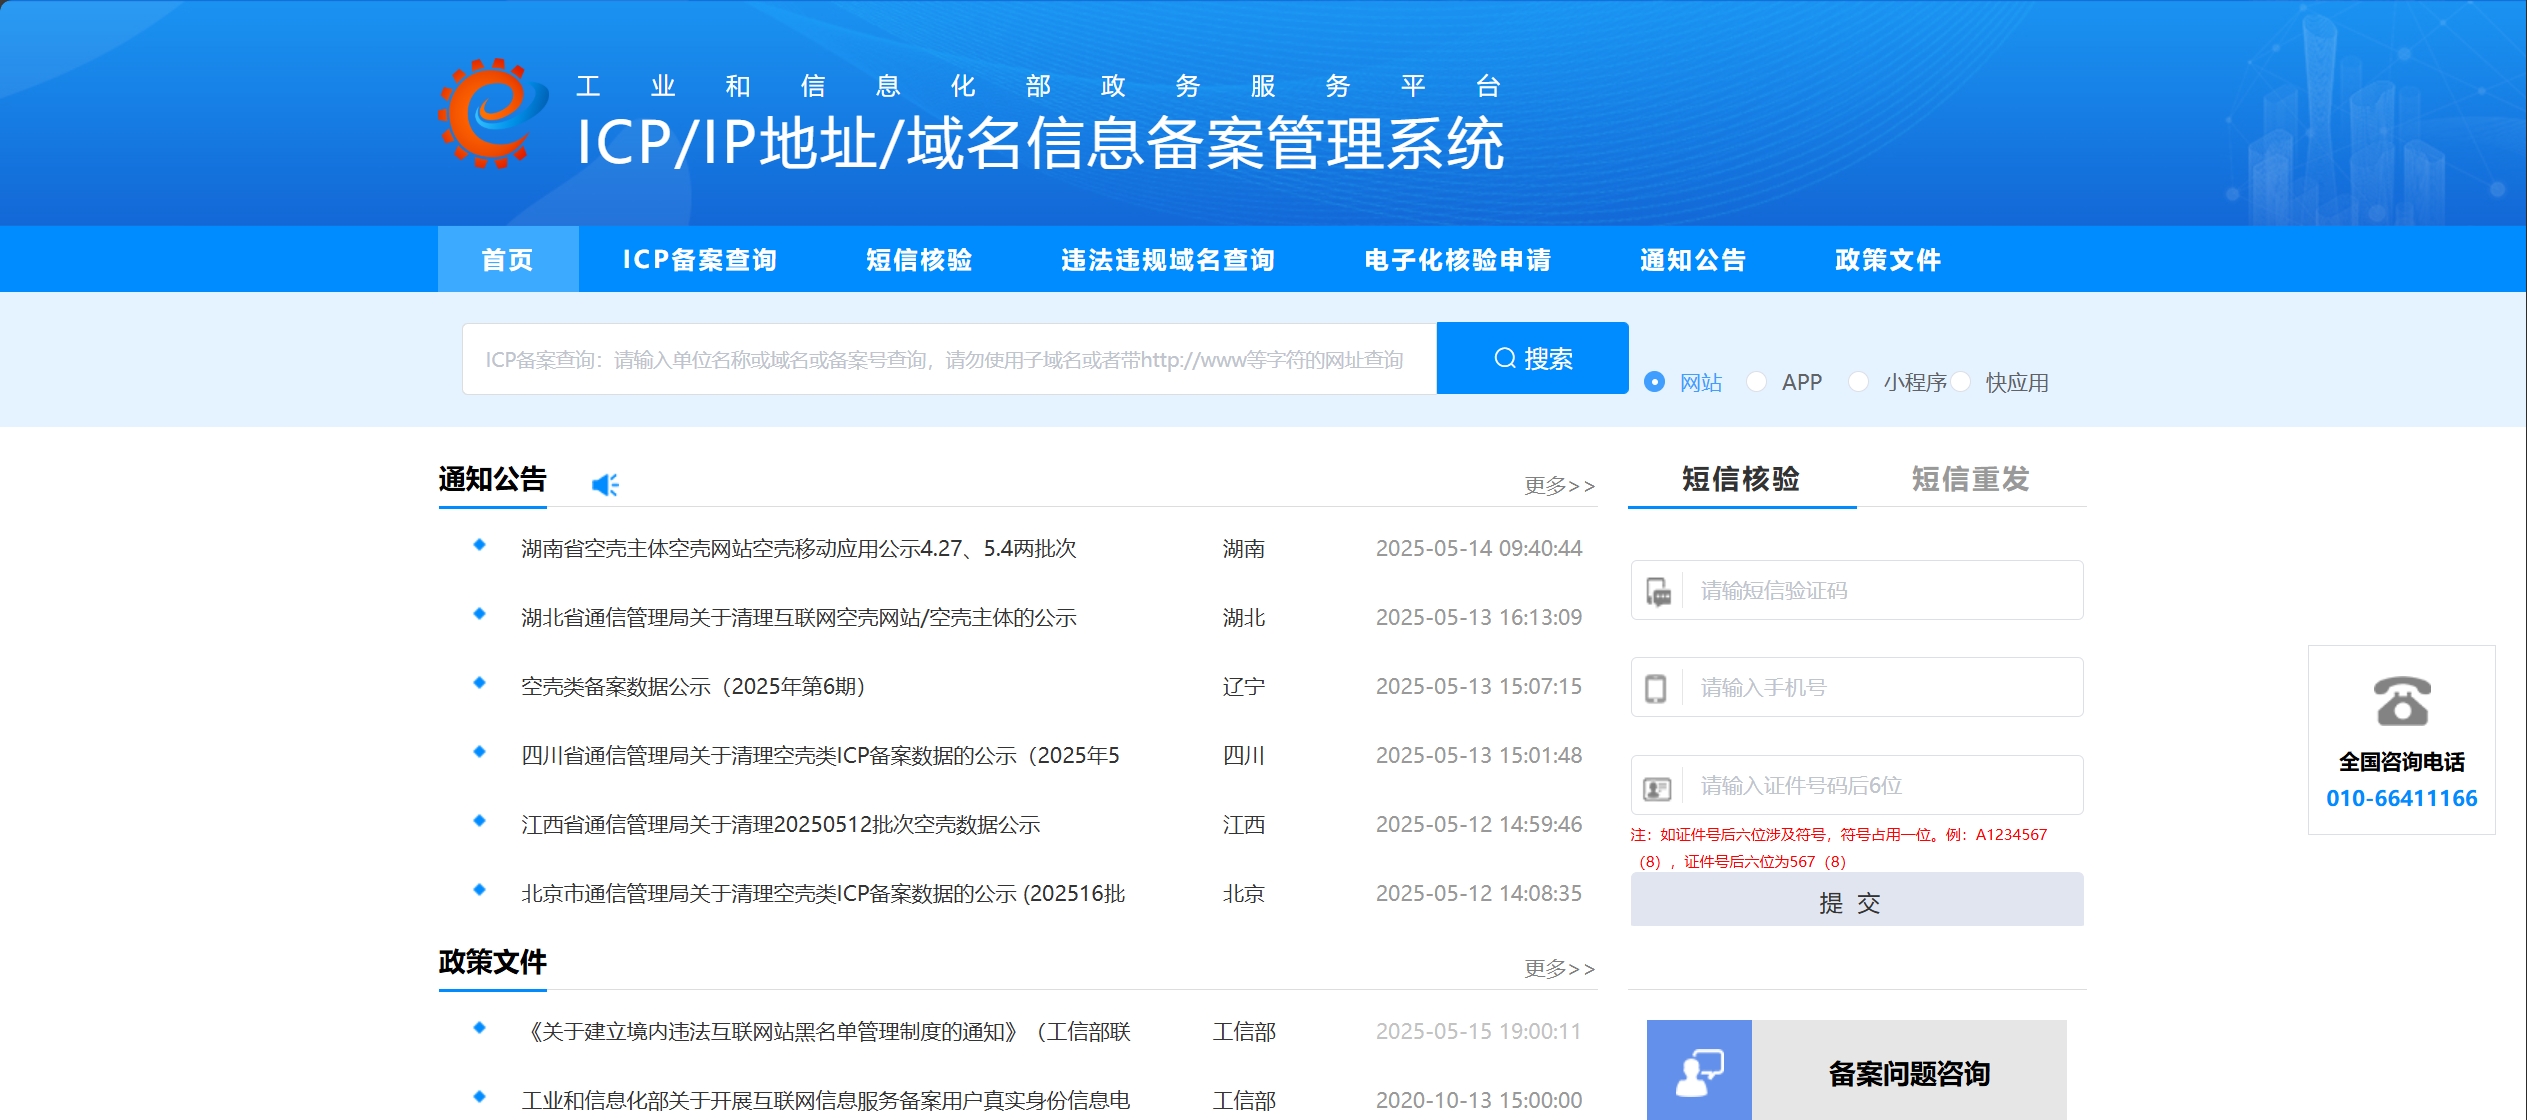 工业和信息化部政务服务平台
ICP/IP地址/域名信息备案管理系统
首页 ICP备案查询 短信核验 违法违规域名查询 电子化核验申请 通知公告 政策文件
ICP备案查询：请输入单位名称或域名或备案号查询，请勿使用子域名或者带http://www等字符的网址查询 搜索 网站 APP 小程序 快应用
通知公告 更多>>
湖南省空壳主体空壳网站空壳移动应用公示4.27、5.4两批次 湖南 2025-05-14 09:40:44
湖北省通信管理局关于清理互联网空壳网站/空壳主体的公示 湖北 2025-05-13 16:13:09
空壳类备案数据公示（2025年第6期） 辽宁 2025-05-13 15:07:15
四川省通信管理局关于清理空壳类ICP备案数据的公示（2025年5 四川 2025-05-13 15:01:48
江西省通信管理局关于清理20250512批次空壳数据公示 江西 2025-05-12 14:59:46
北京市通信管理局关于清理空壳类ICP备案数据的公示 (202516批 北京 2025-05-12 14:08:35
政策文件 更多>>
《关于建立境内违法互联网站黑名单管理制度的通知》（工信部联 工信部 2025-05-15 19:00:11
工业和信息化部关于开展互联网信息服务备案用户真实身份信息电 工信部 2020-10-13 15:00:00
短信核验 短信重发
请输短信验证码
请输入手机号
请输入证件号码后6位
注：如证件号后六位涉及符号，符号占用一位。例：A1234567
（8），证件号后六位为567（8）
提 交
备案问题咨询
全国咨询电话
010-66411166